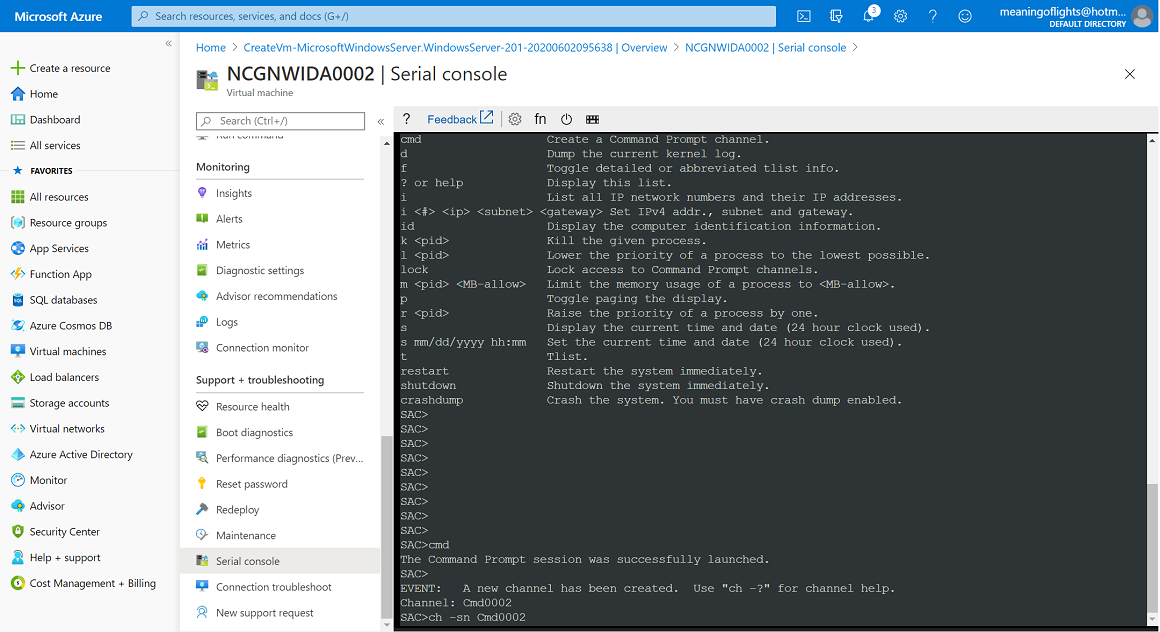 Microsoft Azure
Search resources, services, and docs (G+/)
3
meaningoflights@hotm...
DEFAULT DIRECTORY
«
Create a resource
Home
Dashboard
All services
FAVORITES
All resources
Resource groups
App Services
Function App
SQL databases
Azure Cosmos DB
Virtual machines
Load balancers
Storage accounts
Virtual networks
Azure Active Directory
Monitor
Advisor
Security Center
Help + support
Cost Management + Billing
Home > CreateVm-MicrosoftWindowsServer.WindowsServer-201-20200602095638 | Overview > NCGNWIDA0002 | Serial console >
NCGNWIDA0002 | Serial console
Virtual machine
Search (Ctrl+/)
«
Run command
Monitoring
Insights
Alerts
Metrics
Diagnostic settings
Advisor recommendations
Logs
Connection monitor
Support + troubleshooting
Resource health
Boot diagnostics
Performance diagnostics (Prev...
Reset password
Redeploy
Maintenance
Serial console
Connection troubleshoot
New support request
? Feedback fn
cmd Create a Command Prompt channel.
d Dump the current kernel log.
f Toggle detailed or abbreviated tlist info.
? or help Display this list.
i List all IP network numbers and their IP addresses.
i <#> <ip> <subnet> <gateway> Set IPv4 addr., subnet and gateway.
id Display the computer identification information.
k <pid> Kill the given process.
l <pid> Lower the priority of a process to the lowest possible.
lock Lock access to Command Prompt channels.
m <pid> <MB-allow> Limit the memory usage of a process to <MB-allow>.
p Toggle paging the display.
r <pid> Raise the priority of a process by one.
s Display the current time and date (24 hour clock used).
s mm/dd/yyyy hh:mm Set the current time and date (24 hour clock used).
t Tlist.
restart Restart the system immediately.
shutdown Shutdown the system immediately.
crashdump Crash the system. You must have crash dump enabled.
SAC>
SAC>
SAC>
SAC>
SAC>
SAC>
SAC>
SAC>
SAC>
SAC>cmd
The Command Prompt session was successfully launched.
SAC>
EVENT: A new channel has been created. Use "ch -?" for channel help.
Channel: Cmd0002
SAC>ch -sn Cmd0002